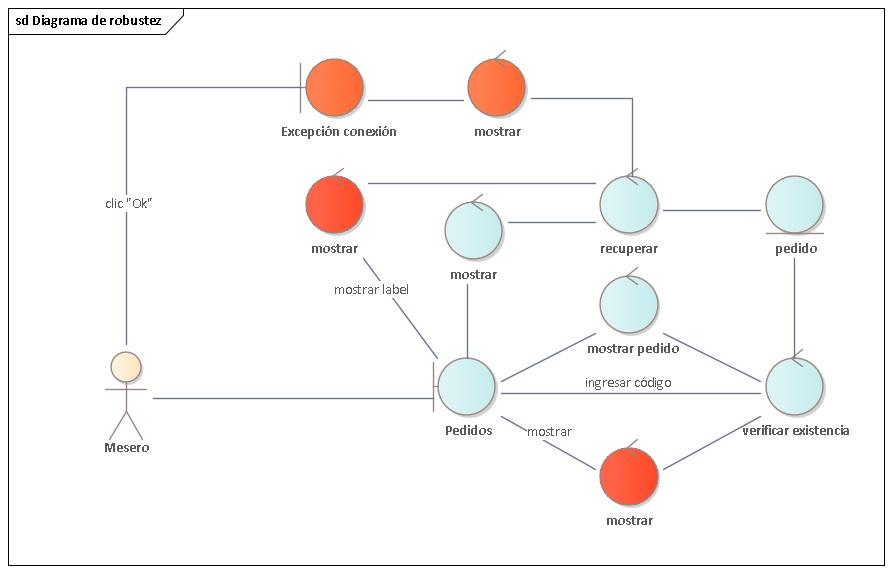 sd Diagrama de robustez
Excepción conexión
mostrar
clic "Ok"
mostrar
mostrar
recuperar
pedido
mostrar label
mostrar pedido
ingresar código
Pedidos
mostrar
verificar existencia
Mesero
mostrar